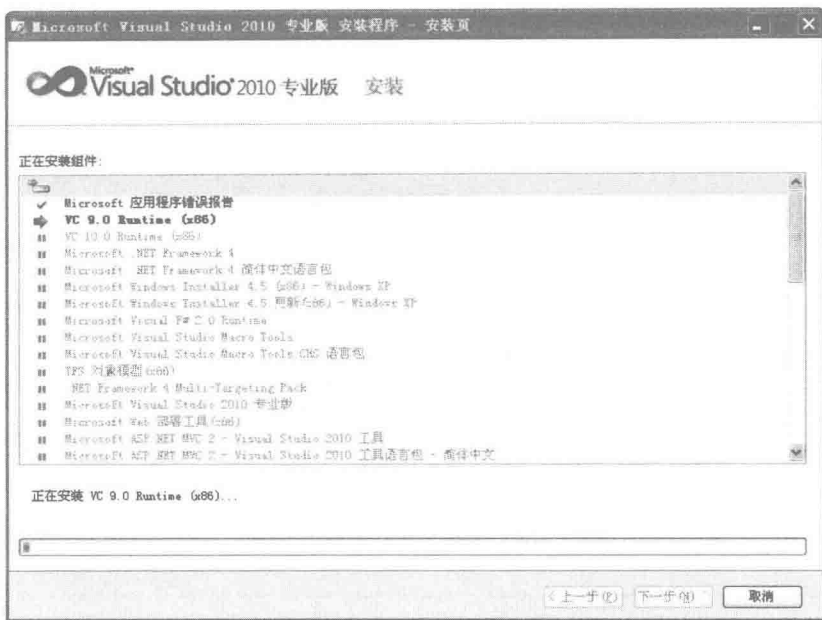 Microsoft Visual Studio 2010 专业版 安装程序 - 安装页
Microsoft
Visual Studio 2010 专业版 安装
正在安装组件:
Microsoft 应用程序错误报告
VC 9.0 Runtime (x86)
VC 10.0 Runtime (x86)
Microsoft .NET Framework 4
Microsoft .NET Framework 4 简体中文语言包
Microsoft Windows Installer 4.5 (x86) - Windows XP
Microsoft Windows Installer 4.5 更新(x86) - Windows XP
Microsoft Visual F# 2.0 Runtime
Microsoft Visual Studio Macro Tools
Microsoft Visual Studio Macro Tools CHS 语言包
TFS 对象模型(x86)
.NET Framework 4 Multi-Targeting Pack
Microsoft Visual Studio 2010 专业版
Microsoft Web 部署工具(x86)
Microsoft ASP.NET MVC 2 - Visual Studio 2010 工具
Microsoft ASP.NET MVC 2 - Visual Studio 2010 工具语言包 - 简体中文
正在安装 VC 9.0 Runtime (x86)...
< 上一步(P) 下一步(N) > 取消